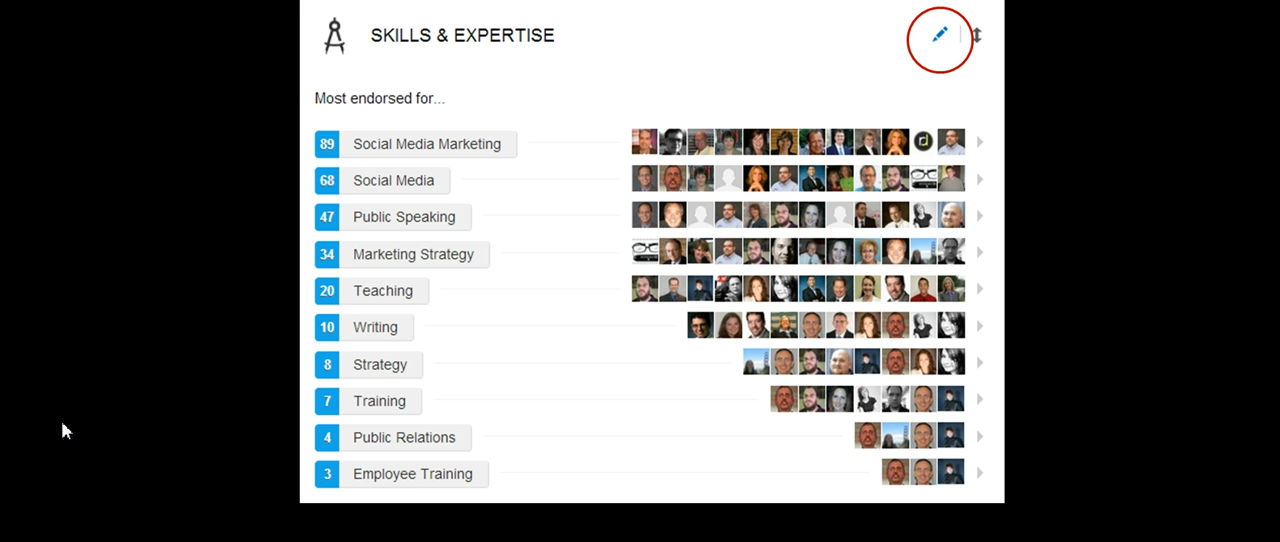 SKILLS & EXPERTISE
Most endorsed for...
89 Social Media Marketing
68 Social Media
47 Public Speaking
34 Marketing Strategy
20 Teaching
10 Writing
8 Strategy
7 Training
4 Public Relations
3 Employee Training